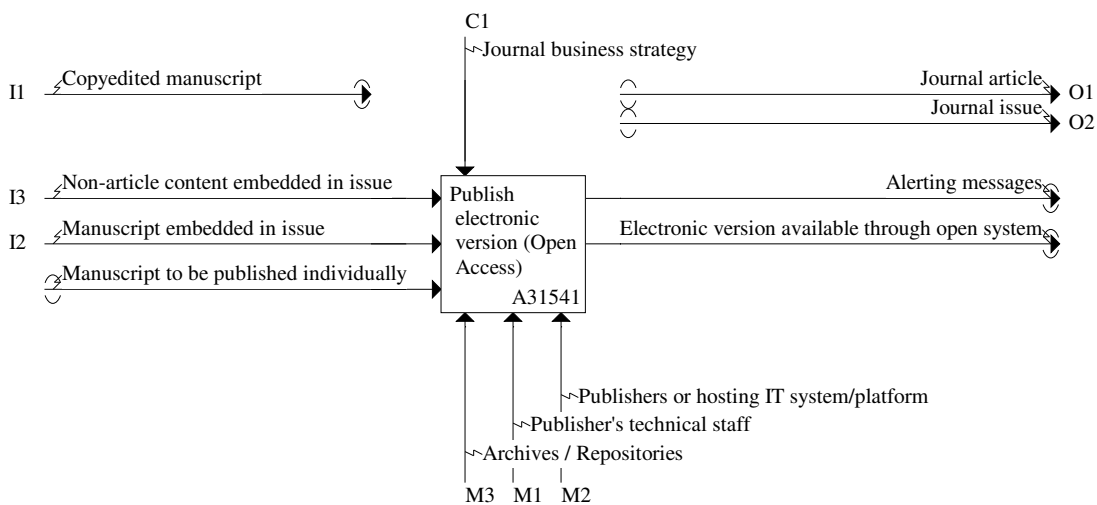 C1
Journal business strategy
I1
Copyedited manuscript
Journal article
O1
Journal issue
O2
I3
Non-article content embedded in issue
Alerting messages
I2
Manuscript embedded in issue
Electronic version available through open system
Manuscript to be published individually
Publish
electronic
version (Open
Access)
A31541
Publishers or hosting IT system/platform
Publisher's technical staff
Archives / Repositories
M3
M1
M2